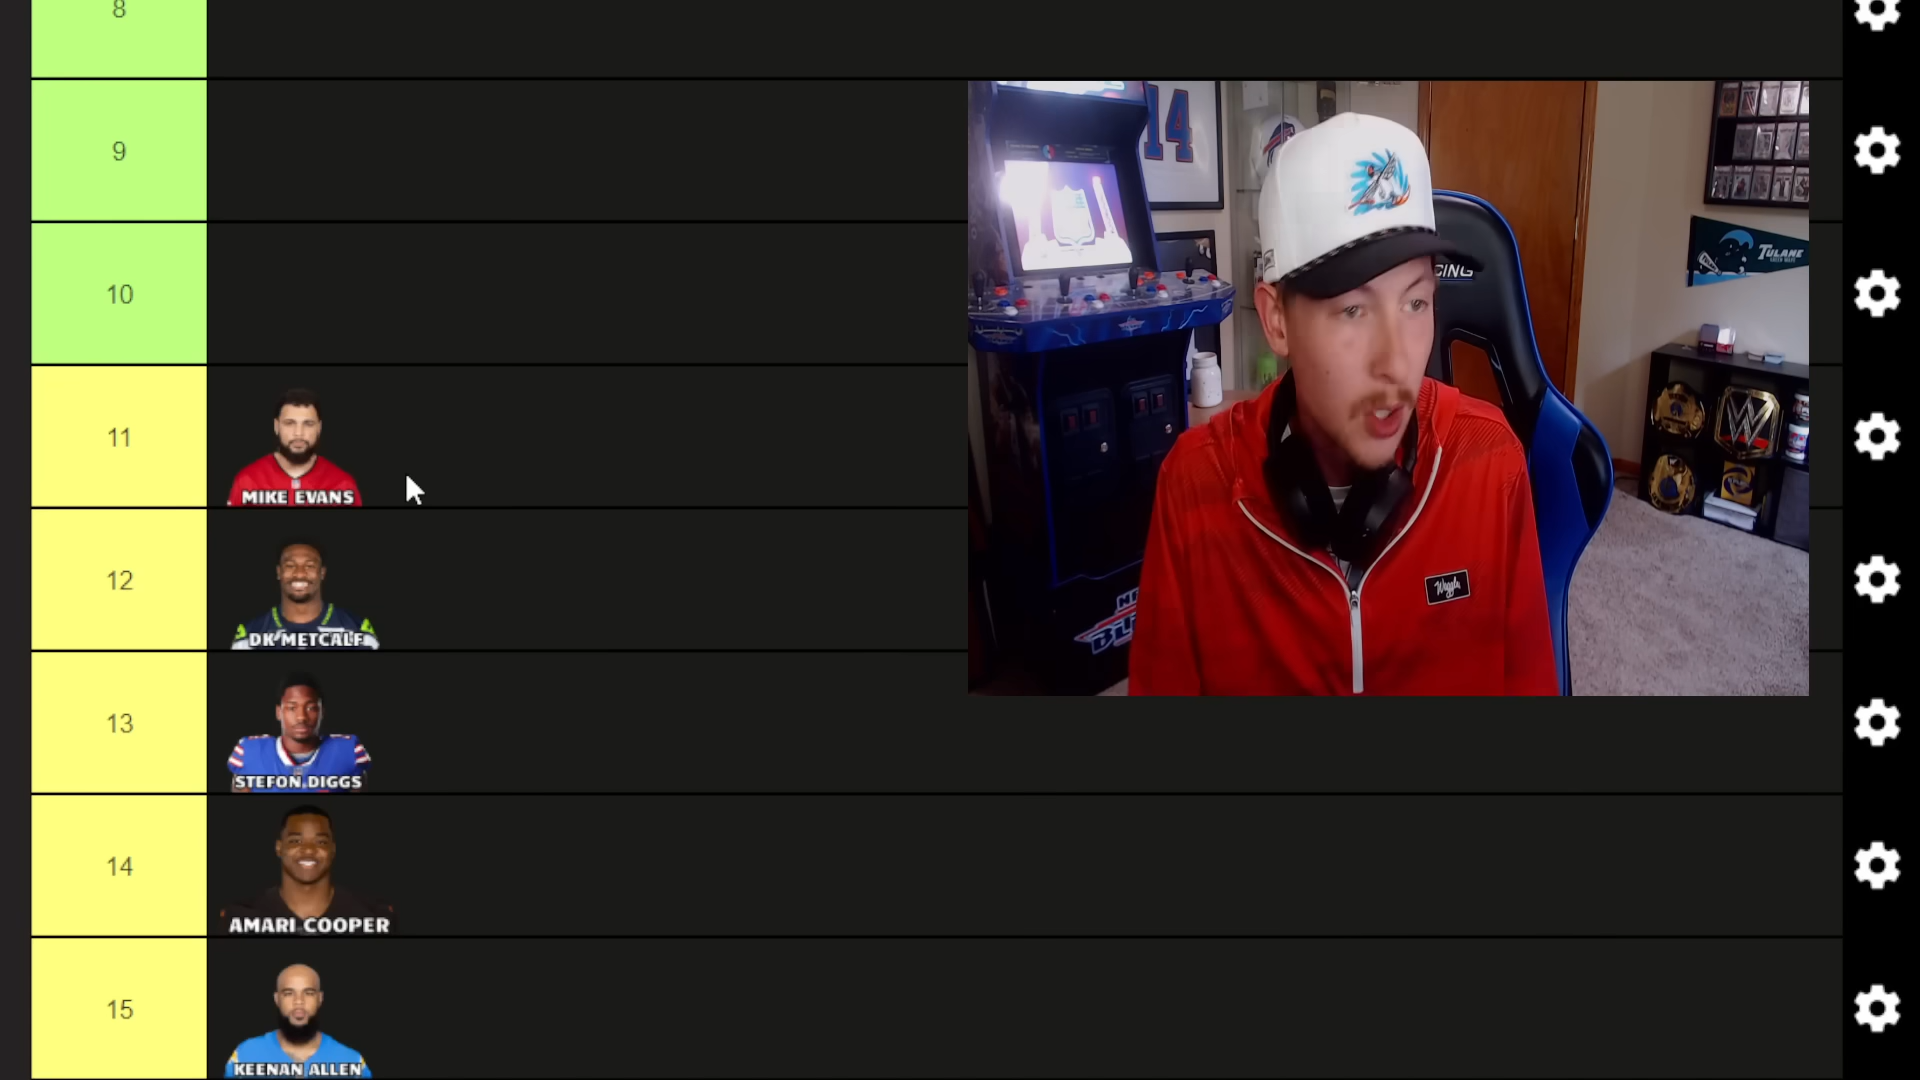 8
9
10
11
MIKE EVANS
12
DK METCALF
13
STEFON DIGGS
14
AMARI COOPER
15
KEENAN ALLEN
14
CING
TULANE
W
Waggle